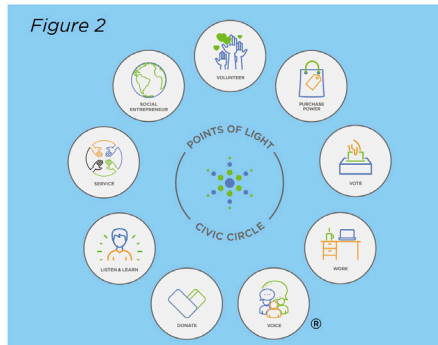 Figure 2
VOLUNTEER
SOCIAL
ENTREPRENEUR
PURCHASE
POWER
POINTS OF LIGHT
SERVICE
VOTE
CIVIC CIRCLE
LISTEN & LEARN
WORK
DONATE
VOICE
®